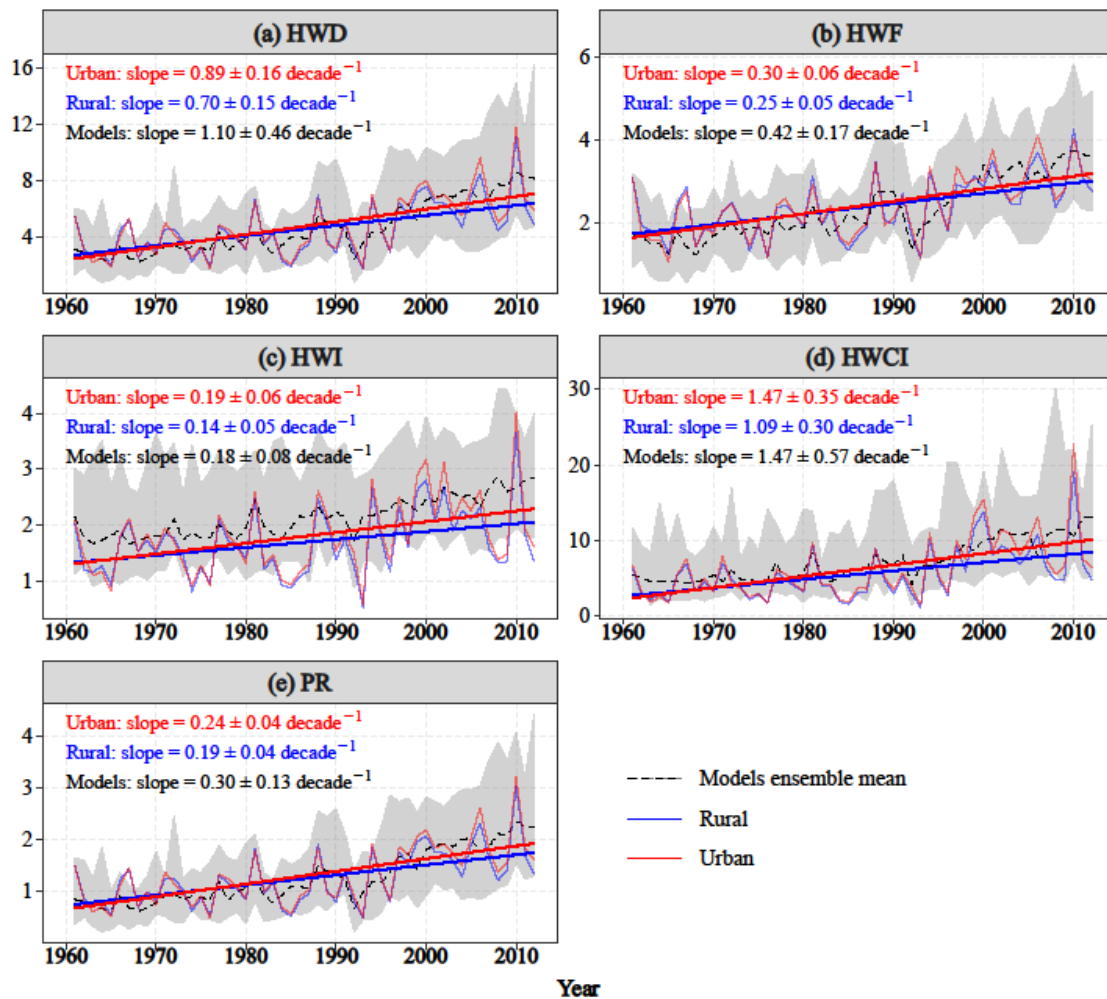 (a) HWD
Urban: slope = 0.89 ± 0.16 decade⁻¹
Rural: slope = 0.70 ± 0.15 decade⁻¹
Models: slope = 1.10 ± 0.46 decade⁻¹
16
12
8
4
1960 1970 1980 1990 2000 2010
(b) HWF
Urban: slope = 0.30 ± 0.06 decade⁻¹
Rural: slope = 0.25 ± 0.05 decade⁻¹
Models: slope = 0.42 ± 0.17 decade⁻¹
6
4
2
1960 1970 1980 1990 2000 2010
(c) HWI
Urban: slope = 0.19 ± 0.06 decade⁻¹
Rural: slope = 0.14 ± 0.05 decade⁻¹
Models: slope = 0.18 ± 0.08 decade⁻¹
4
3
2
1
1960 1970 1980 1990 2000 2010
(d) HWCI
Urban: slope = 1.47 ± 0.35 decade⁻¹
Rural: slope = 1.09 ± 0.30 decade⁻¹
Models: slope = 1.47 ± 0.57 decade⁻¹
30
20
10
0
1960 1970 1980 1990 2000 2010
(e) PR
Urban: slope = 0.24 ± 0.04 decade⁻¹
Rural: slope = 0.19 ± 0.04 decade⁻¹
Models: slope = 0.30 ± 0.13 decade⁻¹
4
3
2
1
1960 1970 1980 1990 2000 2010
Models ensemble mean
Rural
Urban
Year